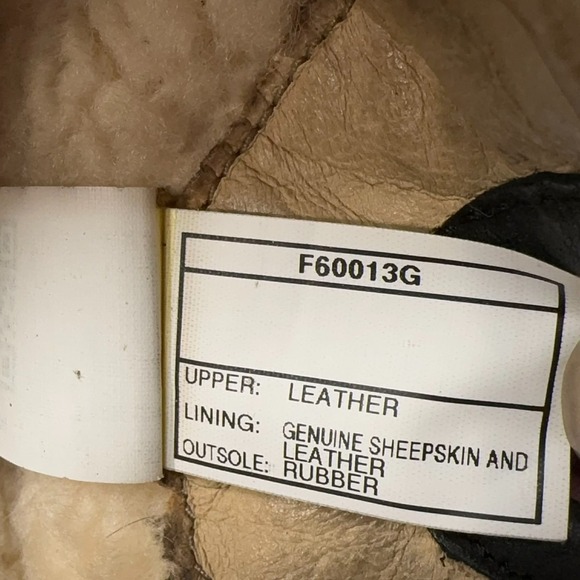 F60013G
UPPER: LEATHER
LINING: GENUINE SHEEPSKIN AND
LEATHER
OUTSOLE: RUBBER